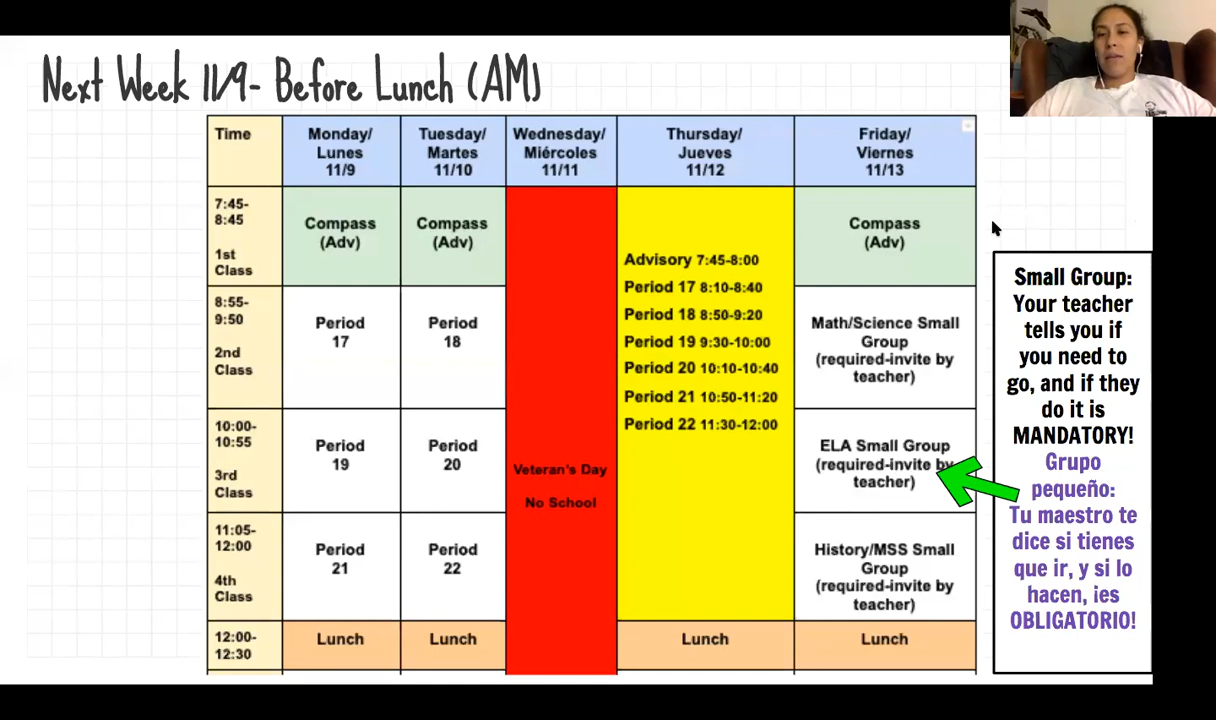 Next Week 11/9- Before Lunch (AM)
Time
Monday/
Lunes
11/9
Tuesday/
Martes
11/10
Wednesday/
Miércoles
11/11
Thursday/
Jueves
11/12
Friday/
Viernes
11/13
7:45-
8:45
1st
Class
Compass
(Adv)
Compass
(Adv)
Veteran's Day
No School
Advisory 7:45-8:00
Period 17 8:10-8:40
Period 18 8:50-9:20
Period 19 9:30-10:00
Period 20 10:10-10:40
Period 21 10:50-11:20
Period 22 11:30-12:00
Compass
(Adv)
8:55-
9:50
2nd
Class
Period
17
Period
18
Math/Science Small
Group
(required-invite by
teacher)
10:00-
10:55
3rd
Class
Period
19
Period
20
ELA Small Group
(required-invite by
teacher)
11:05-
12:00
4th
Class
Period
21
Period
22
History/MSS Small
Group
(required-invite by
teacher)
12:00-
12:30
Lunch
Lunch
Lunch
Lunch
Small Group:
Your teacher
tells you if
you need to
go, and if they
do it is
MANDATORY!
Grupo
pequeño:
Tu maestro te
dice si tienes
que ir, y si lo
hacen, ¡es
OBLIGATORIO!